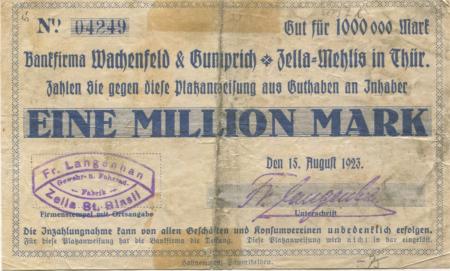 No. 04249 Gut für 1000000 Mark
Bankfirma Wachenfeld & Gumprich Zella-Mehlis in Thür.
Zahlen Sie gegen diese Platzanweisung aus Guthaben an Inhaber
EINE MILLION MARK
Fr. Langenhan
Gewehr- u. Fahrrad-
Fabrik
Zella St. Blasii
Firmenstempel mit Ortsangabe
Den 15. August 1923.
Fr. Langenhan
Unterschrift
Die Inzahlungnahme kann von allen Geschäften und Konsumvereinen unbedenklich erfolgen.
Für diese Platzanweisung hat die Bankfirma die Deckung. Diese Platzanweisung wird nicht in bar eingelöst.